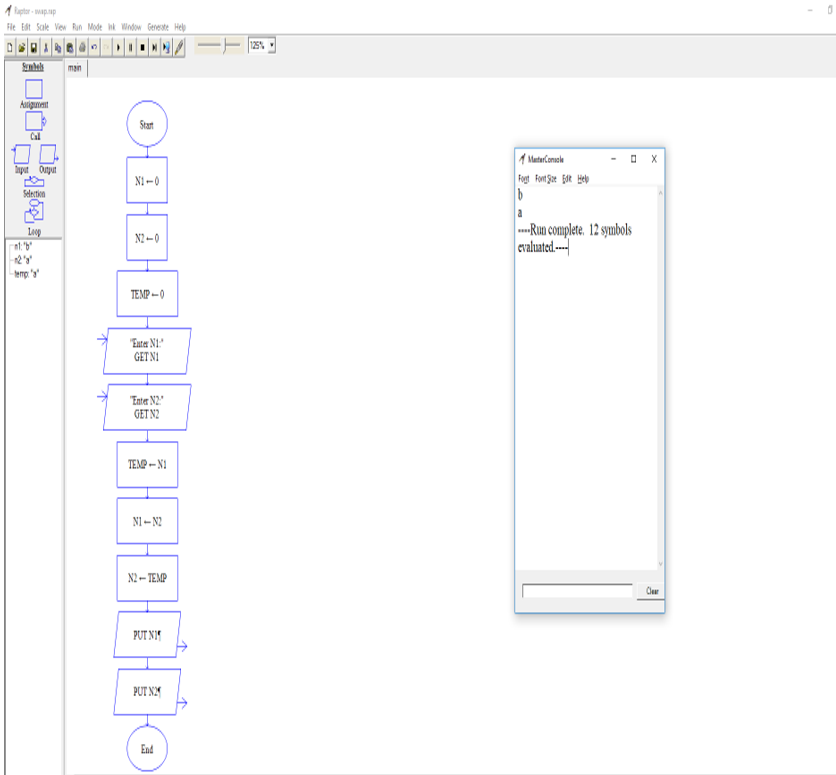 Raptor - swap.rap
File Edit Scale View Run Mode Ink Window Generate Help
125%
Symbols
main
Assignment
Call
Input Output
Selection
Loop
n1: "b"
n2: "a"
temp: "a"
Start
N1 ← 0
N2 ← 0
TEMP ← 0
"Enter N1:"
GET N1
"Enter N2:"
GET N2
TEMP ← N1
N1 ← N2
N2 ← TEMP
PUT N1¶
PUT N2¶
End
MasterConsole
Font Font Size Edit Help
b
a
----Run complete. 12 symbols
evaluated.----
Clear